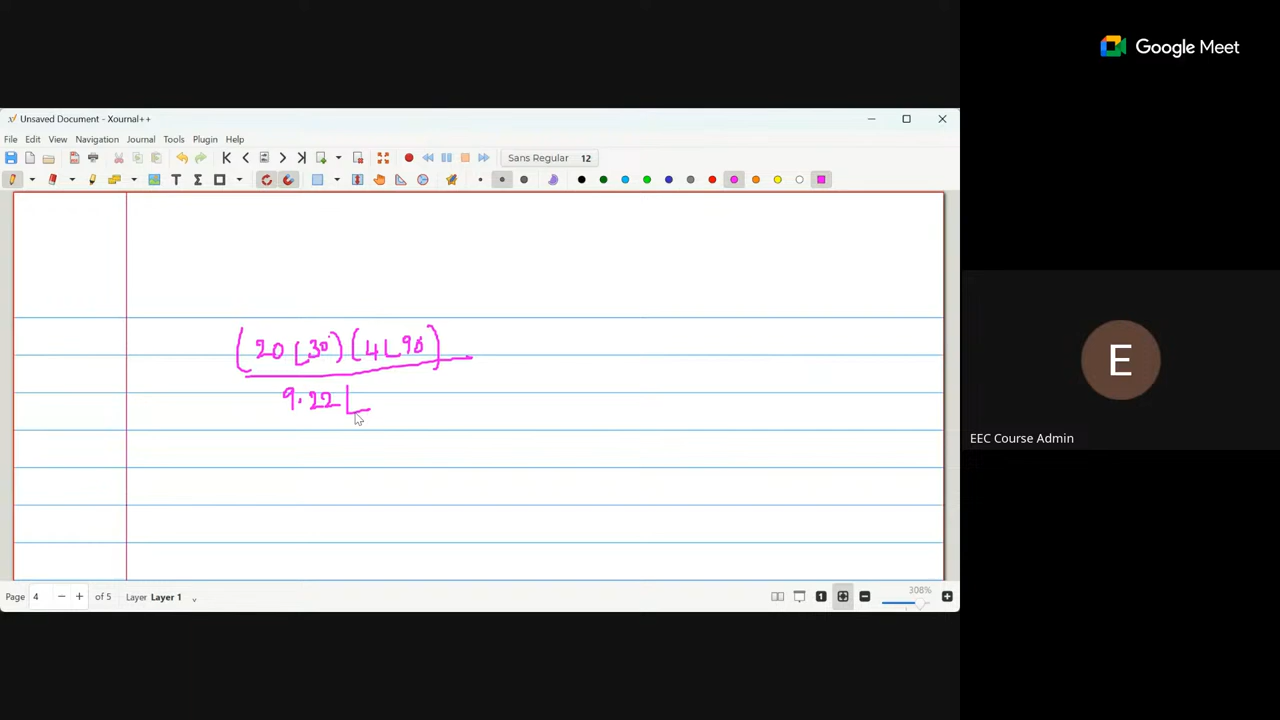 Google Meet
Unsaved Document - Xournal++
File Edit View Navigation Journal Tools Plugin Help
Sans Regular 12
(20 ∠30°) (4∠90°)
9.22∠
E
EEC Course Admin
Page 4 of 5 Layer Layer 1
308%